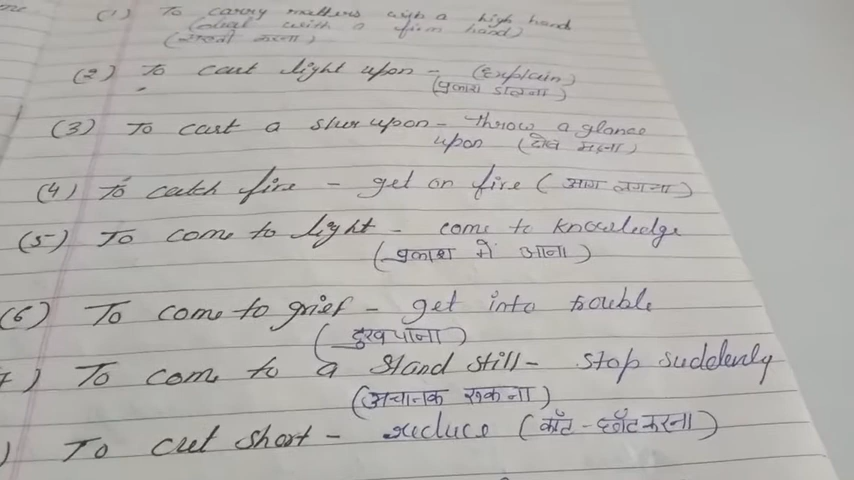 (1) To carry matters with a high hand
(deal with a firm hand)
(सख्ती करना)
(2) To cast light upon - (Explain)
(प्रकाश डालना)
(3) To cast a slur upon - Throw a glance
upon (दोष मढ़ना)
(4) To catch fire - get on fire (आग लगना)
(5) To come to light - come to knowledge
(प्रकाश में आना)
(6) To come to grief - get into trouble
(दुख पाना)
7) To come to a stand still - stop suddenly
(अचानक रुकना)
) To cut short - reduce (काँट-छाँट करना)